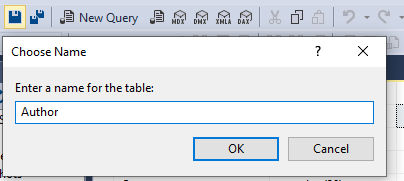 New Query MDX DMX XMLA DAX
Choose Name ?
Enter a name for the table:
Author
OK Cancel